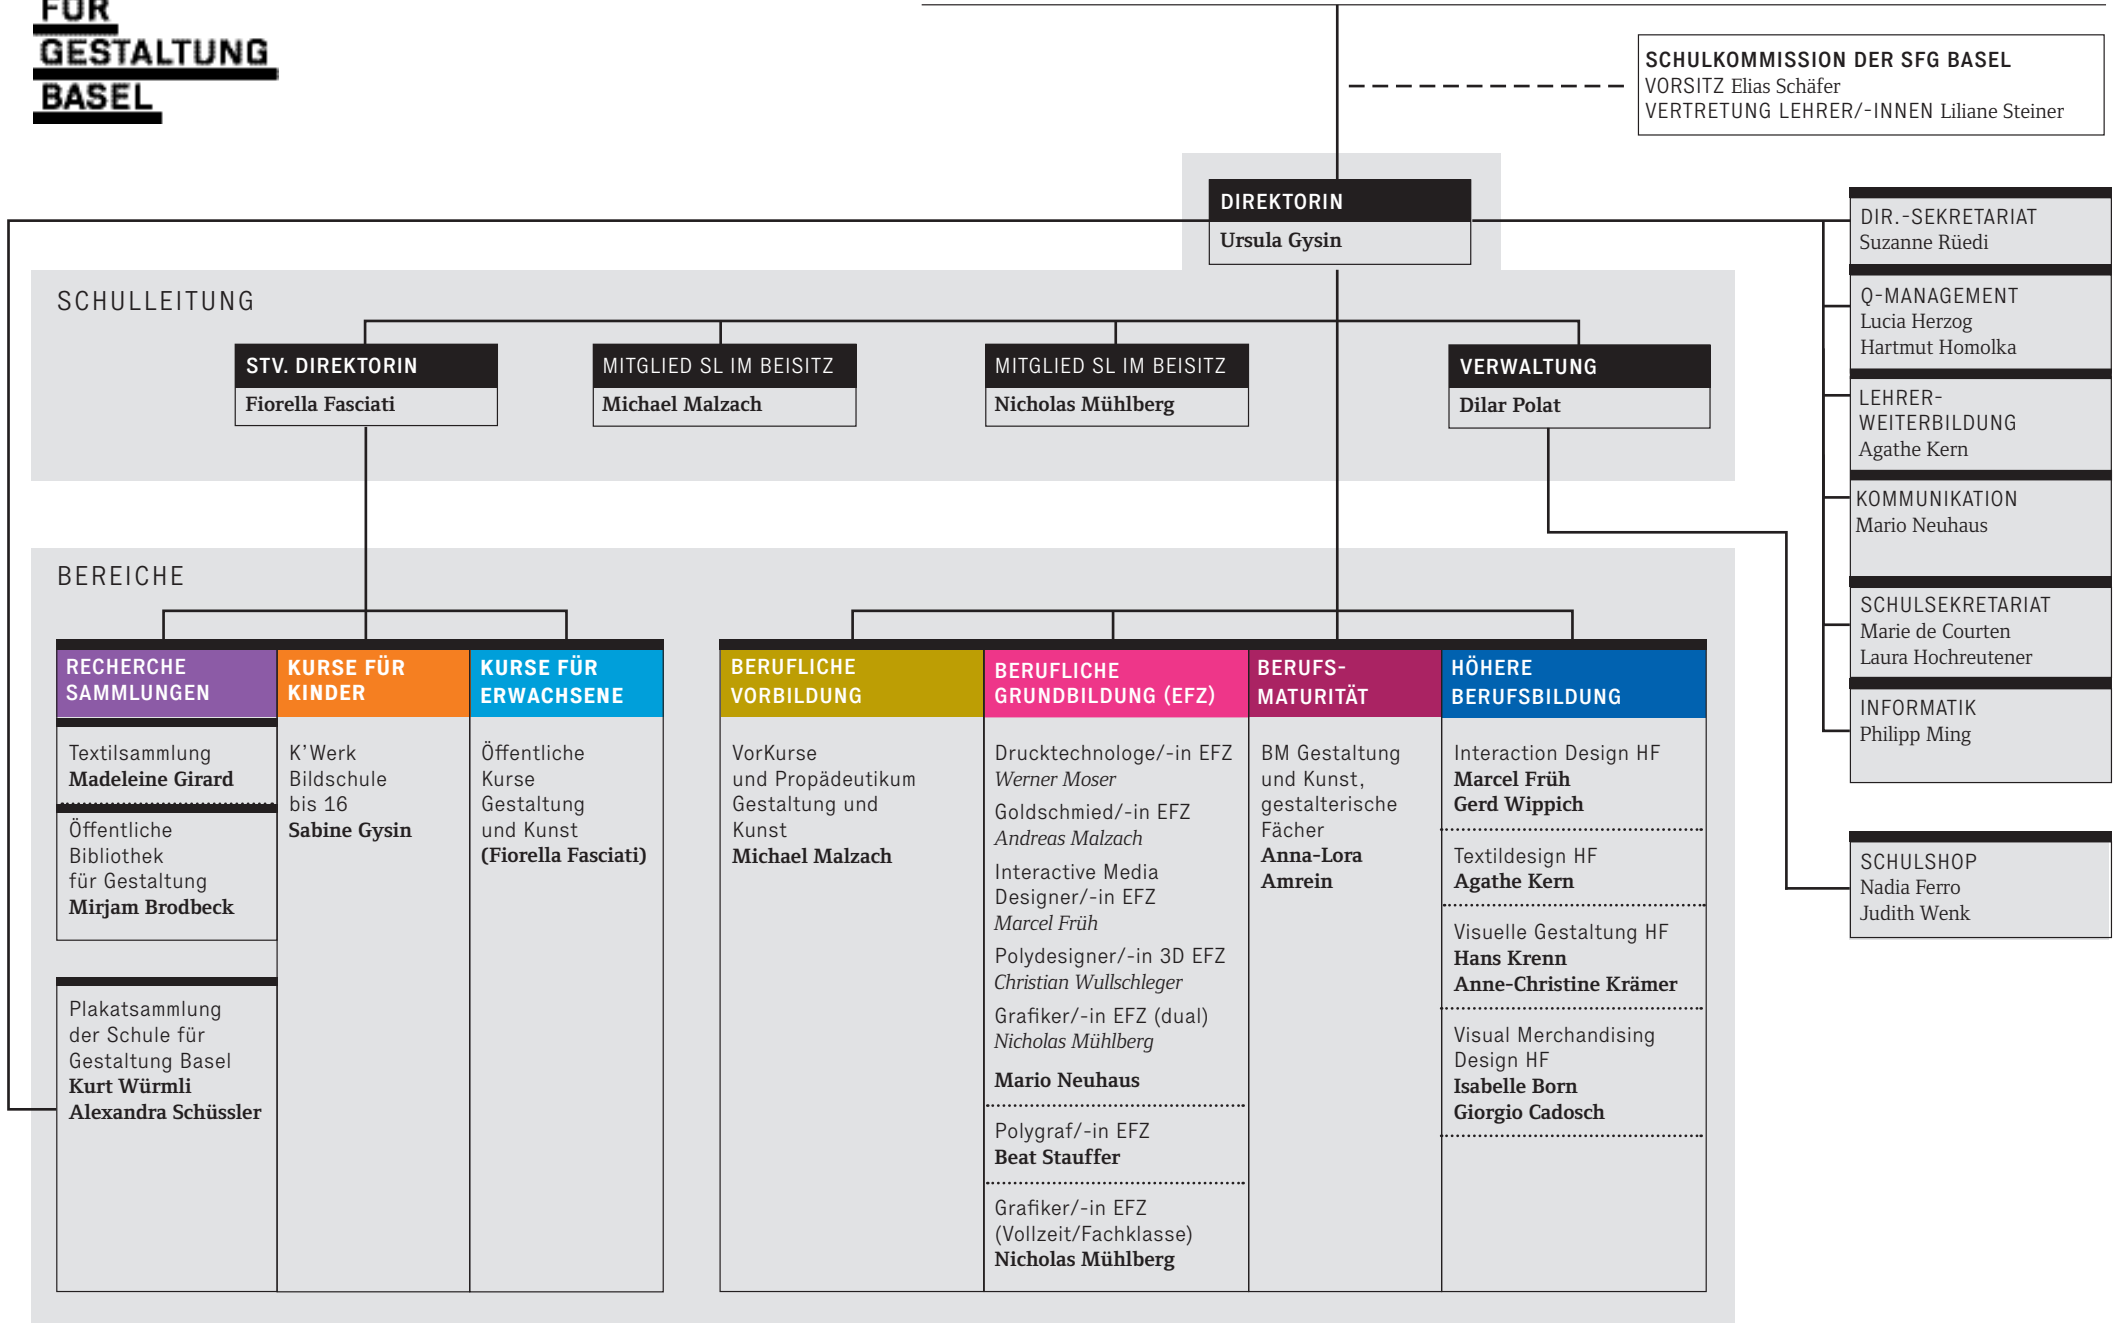 FÜR
GESTALTUNG
BASEL
SCHULKOMMISSION DER SFG BASEL
VORSITZ Elias Schäfer
VERTRETUNG LEHRER/-INNEN Liliane Steiner
DIREKTORIN
Ursula Gysin
SCHULLEITUNG
STV. DIREKTORIN
Fiorella Fasciati
MITGLIED SL IM BEISITZ
Michael Malzach
MITGLIED SL IM BEISITZ
Nicholas Mühlberg
VERWALTUNG
Dilar Polat
DIR.-SEKRETARIAT
Suzanne Rüedi
Q-MANAGEMENT
Lucia Herzog
Hartmut Homolka
LEHRER-
WEITERBILDUNG
Agathe Kern
KOMMUNIKATION
Mario Neuhaus
SCHULSEKRETARIAT
Marie de Courten
Laura Hochreutener
INFORMATIK
Philipp Ming
SCHULSHOP
Nadia Ferro
Judith Wenk
BEREICHE
RECHERCHE
SAMMLUNGEN
Textilsammlung
Madeleine Girard
Öffentliche
Bibliothek
für Gestaltung
Mirjam Brodbeck
Plakatsammlung
der Schule für
Gestaltung Basel
Kurt Würmli
Alexandra Schüssler
KURSE FÜR
KINDER
K'Werk
Bildschule
bis 16
Sabine Gysin
KURSE FÜR
ERWACHSENE
Öffentliche
Kurse
Gestaltung
und Kunst
(Fiorella Fasciati)
BERUFLICHE
VORBILDUNG
VorKurse
und Propädeutikum
Gestaltung und
Kunst
Michael Malzach
BERUFLICHE
GRUNDBILDUNG (EFZ)
Drucktechnologe/-in EFZ
Werner Moser
Goldschmied/-in EFZ
Andreas Malzach
Interactive Media
Designer/-in EFZ
Marcel Früh
Polydesigner/-in 3D EFZ
Christian Wullschleger
Grafiker/-in EFZ (dual)
Nicholas Mühlberg
Mario Neuhaus
Polygraf/-in EFZ
Beat Stauffer
Grafiker/-in EFZ
(Vollzeit/Fachklasse)
Nicholas Mühlberg
BERUFS-
MATURITÄT
BM Gestaltung
und Kunst,
gestalterische
Fächer
Anna-Lora
Amrein
HÖHERE
BERUFSBILDUNG
Interaction Design HF
Marcel Früh
Gerd Wippich
Textildesign HF
Agathe Kern
Visuelle Gestaltung HF
Hans Krenn
Anne-Christine Krämer
Visual Merchandising
Design HF
Isabelle Born
Giorgio Cadosch